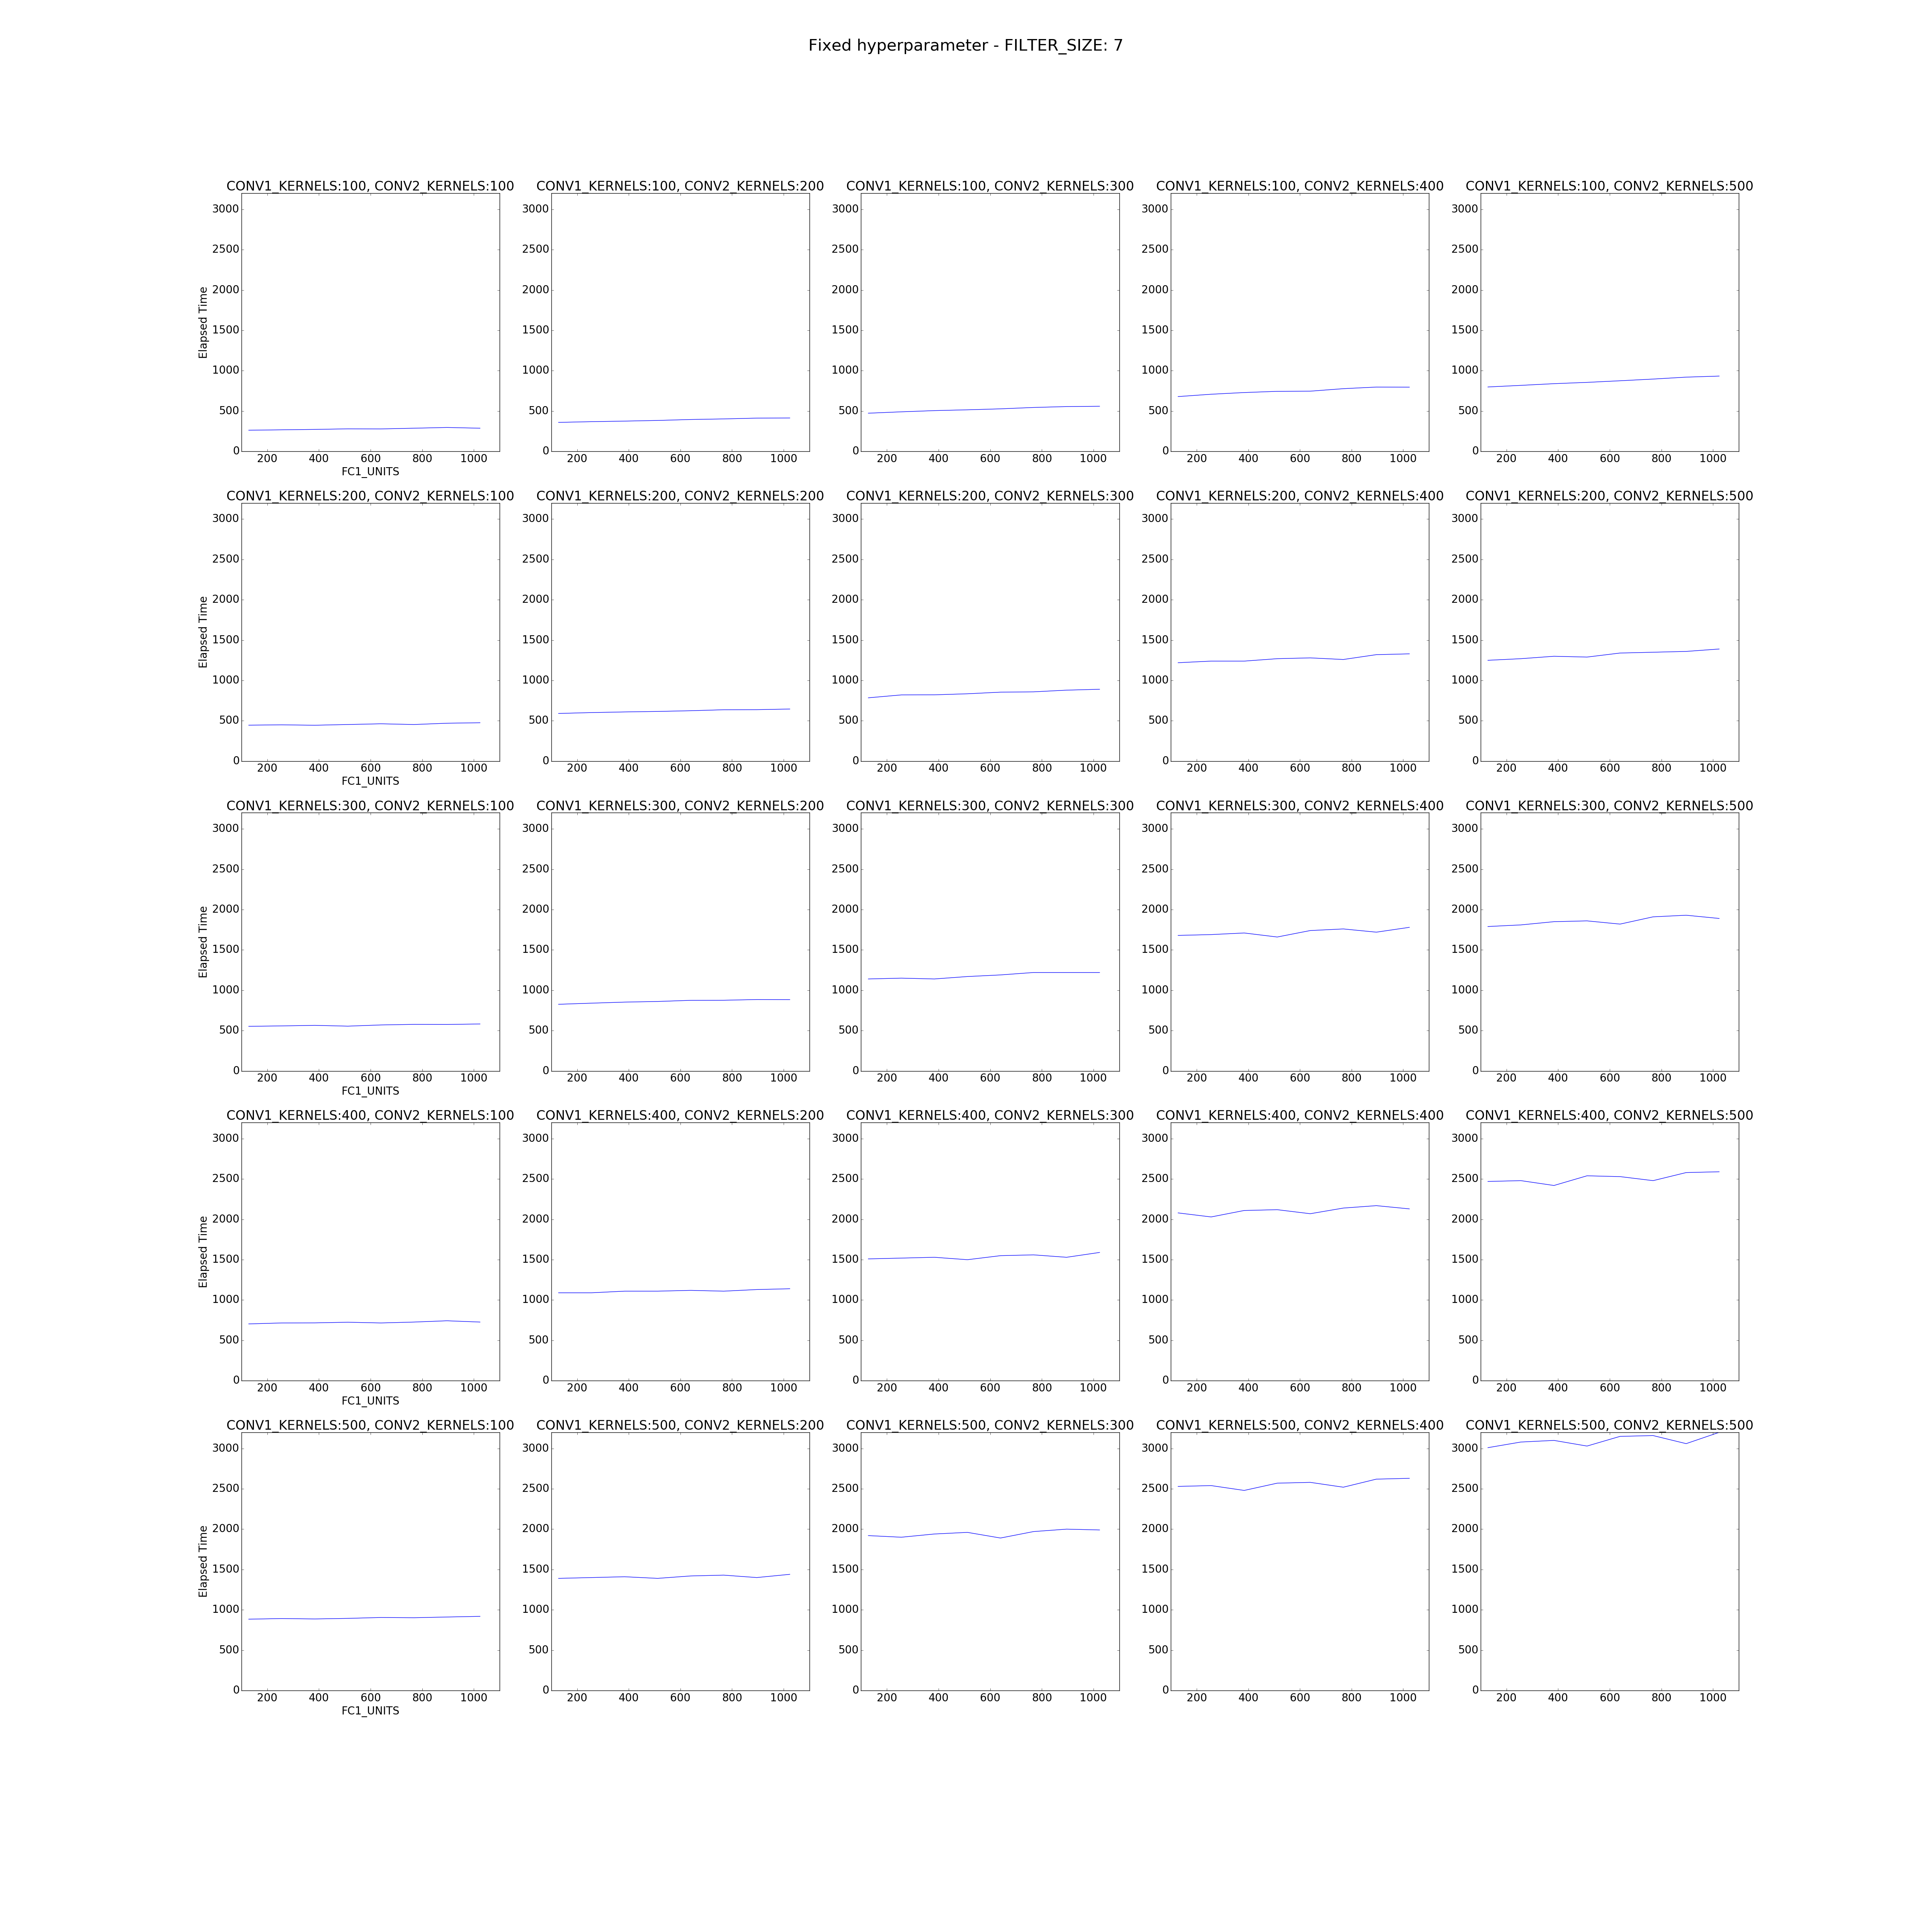 Fixed hyperparameter - FILTER_SIZE: 7
CONV1_KERNELS:100, CONV2_KERNELS:100 CONV1_KERNELS:100, CONV2_KERNELS:200 CONV1_KERNELS:100, CONV2_KERNELS:300 CONV1_KERNELS:100, CONV2_KERNELS:400 CONV1_KERNELS:100, CONV2_KERNELS:500
3000 3000 3000 3000 3000
2500 2500 2500 2500 2500
2000 2000 2000 2000 2000
Elapsed Time
1500 1500 1500 1500 1500
1000 1000 1000 1000 1000
500 500 500 500 500
0 0 0 0 0
200 400 600 800 1000 200 400 600 800 1000 200 400 600 800 1000 200 400 600 800 1000 200 400 600 800 1000
FC1_UNITS
CONV1_KERNELS:200, CONV2_KERNELS:100 CONV1_KERNELS:200, CONV2_KERNELS:200 CONV1_KERNELS:200, CONV2_KERNELS:300 CONV1_KERNELS:200, CONV2_KERNELS:400 CONV1_KERNELS:200, CONV2_KERNELS:500
3000 3000 3000 3000 3000
2500 2500 2500 2500 2500
2000 2000 2000 2000 2000
Elapsed Time
1500 1500 1500 1500 1500
1000 1000 1000 1000 1000
500 500 500 500 500
0 0 0 0 0
200 400 600 800 1000 200 400 600 800 1000 200 400 600 800 1000 200 400 600 800 1000 200 400 600 800 1000
FC1_UNITS
CONV1_KERNELS:300, CONV2_KERNELS:100 CONV1_KERNELS:300, CONV2_KERNELS:200 CONV1_KERNELS:300, CONV2_KERNELS:300 CONV1_KERNELS:300, CONV2_KERNELS:400 CONV1_KERNELS:300, CONV2_KERNELS:500
3000 3000 3000 3000 3000
2500 2500 2500 2500 2500
2000 2000 2000 2000 2000
Elapsed Time
1500 1500 1500 1500 1500
1000 1000 1000 1000 1000
500 500 500 500 500
0 0 0 0 0
200 400 600 800 1000 200 400 600 800 1000 200 400 600 800 1000 200 400 600 800 1000 200 400 600 800 1000
FC1_UNITS
CONV1_KERNELS:400, CONV2_KERNELS:100 CONV1_KERNELS:400, CONV2_KERNELS:200 CONV1_KERNELS:400, CONV2_KERNELS:300 CONV1_KERNELS:400, CONV2_KERNELS:400 CONV1_KERNELS:400, CONV2_KERNELS:500
3000 3000 3000 3000 3000
2500 2500 2500 2500 2500
2000 2000 2000 2000 2000
Elapsed Time
1500 1500 1500 1500 1500
1000 1000 1000 1000 1000
500 500 500 500 500
0 0 0 0 0
200 400 600 800 1000 200 400 600 800 1000 200 400 600 800 1000 200 400 600 800 1000 200 400 600 800 1000
FC1_UNITS
CONV1_KERNELS:500, CONV2_KERNELS:100 CONV1_KERNELS:500, CONV2_KERNELS:200 CONV1_KERNELS:500, CONV2_KERNELS:300 CONV1_KERNELS:500, CONV2_KERNELS:400 CONV1_KERNELS:500, CONV2_KERNELS:500
3000 3000 3000 3000 3000
2500 2500 2500 2500 2500
2000 2000 2000 2000 2000
Elapsed Time
1500 1500 1500 1500 1500
1000 1000 1000 1000 1000
500 500 500 500 500
0 0 0 0 0
200 400 600 800 1000 200 400 600 800 1000 200 400 600 800 1000 200 400 600 800 1000 200 400 600 800 1000
FC1_UNITS